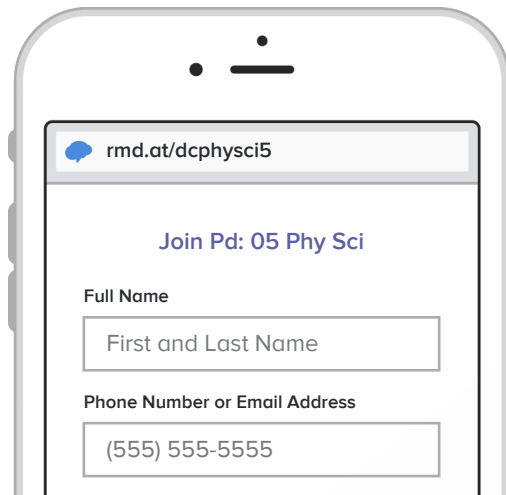 rmd.at/dcphysci5
Join Pd: 05 Phy Sci
Full Name
First and Last Name
Phone Number or Email Address
(555) 555-5555